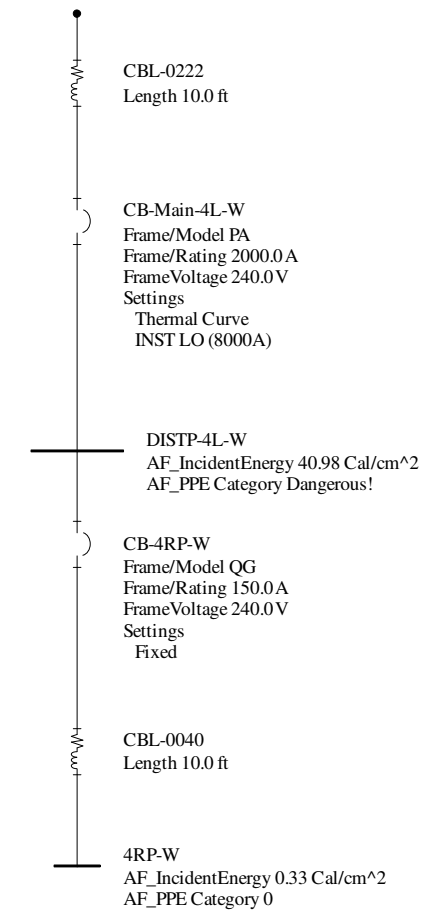 CBL-0222
Length 10.0 ft
CB-Main-4L-W
Frame/Model PA
Frame/Rating 2000.0 A
FrameVoltage 240.0 V
Settings
Thermal Curve
INST LO (8000A)
DISTP-4L-W
AF_IncidentEnergy 40.98 Cal/cm^2
AF_PPE Category Dangerous!
CB-4RP-W
Frame/Model QG
Frame/Rating 150.0 A
FrameVoltage 240.0 V
Settings
Fixed
CBL-0040
Length 10.0 ft
4RP-W
AF_IncidentEnergy 0.33 Cal/cm^2
AF_PPE Category 0